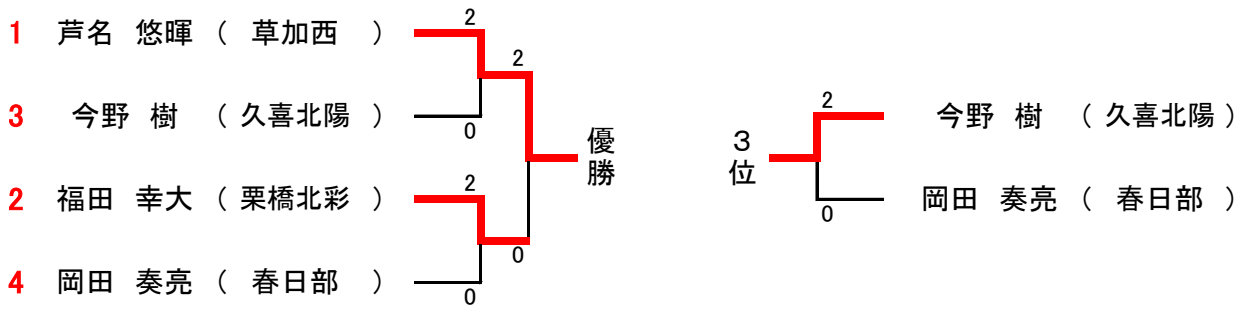 1 芦名 悠暉 ( 草加西 ) 2
2
3 今野 樹 ( 久喜北陽 ) 0
優勝
2 福田 幸大 ( 栗橋北彩 ) 2
0
4 岡田 奏亮 ( 春日部 ) 0
2 今野 樹 ( 久喜北陽 )
3位
0 岡田 奏亮 ( 春日部 )